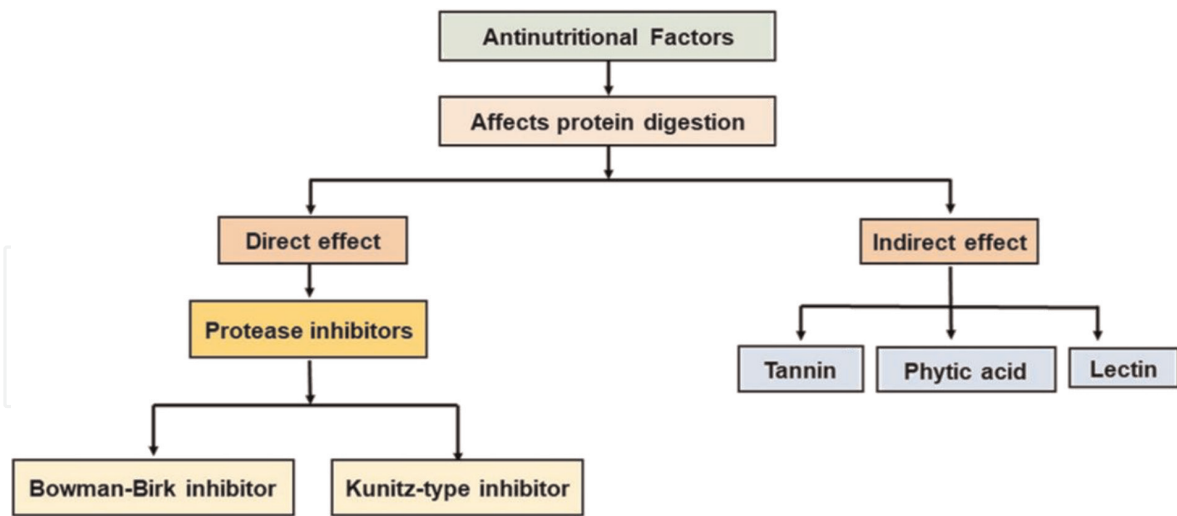 Antinutritional Factors
Affects protein digestion
Direct effect
Indirect effect
Protease inhibitors
Tannin
Phytic acid
Lectin
Bowman-Birk inhibitor
Kunitz-type inhibitor